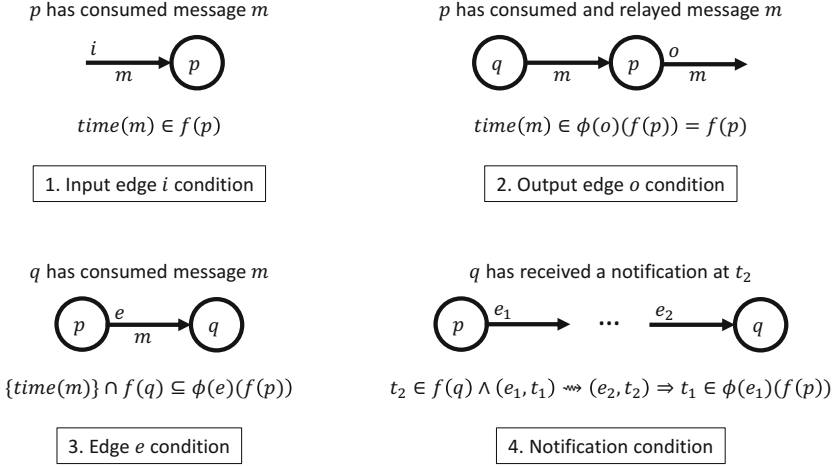 p has consumed message m
i
m
p
time(m) ∈ f(p)
1. Input edge i condition
p has consumed and relayed message m
q
m
p
o
m
time(m) ∈ ϕ(o)(f(p)) = f(p)
2. Output edge o condition
q has consumed message m
p
e
m
q
{time(m)} ∩ f(q) ⊆ ϕ(e)(f(p))
3. Edge e condition
q has received a notification at t₂
p
e₁
...
e₂
q
t₂ ∈ f(q) ∧ (e₁, t₁) ⇝ (e₂, t₂) ⇒ t₁ ∈ ϕ(e₁)(f(p))
4. Notification condition